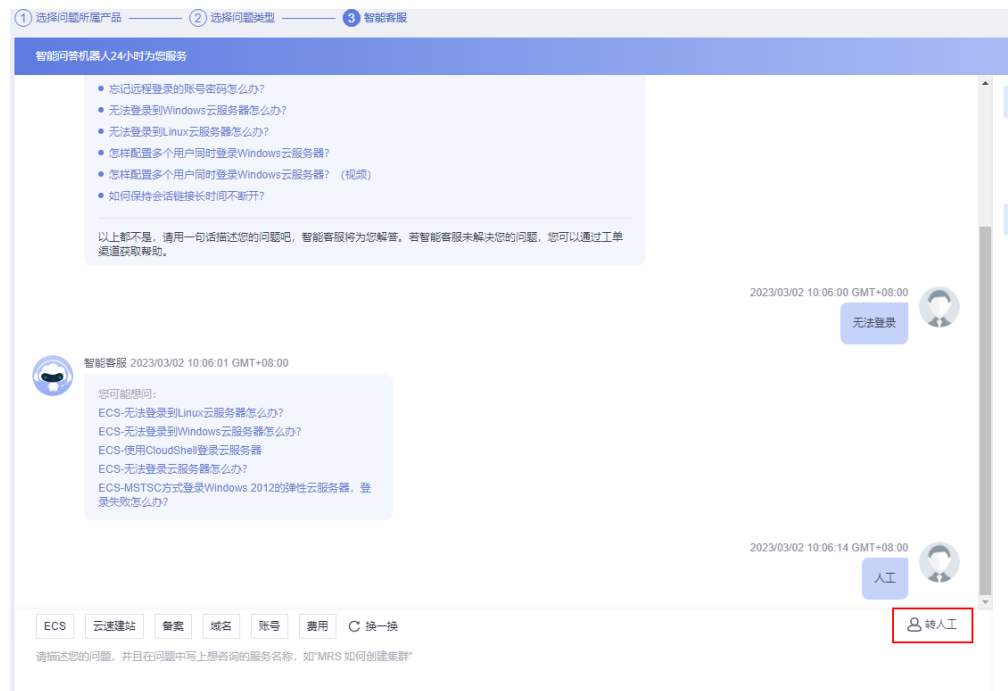 1 选择问题所属产品 2 选择问题类型 3 智能客服
智能问答机器人24小时为您服务
忘记远程登录的账号密码怎么办?
无法登录到Windows云服务器怎么办?
无法登录到Linux云服务器怎么办?
怎样配置多个用户同时登录Windows云服务器?
怎样配置多个用户同时登录Windows云服务器? (视频)
如何保持会话链接长时间不断开?
以上都不是，请用一句话描述您的问题吧，智能客服将为您解答。若智能客服未解决您的问题，您可以通过工单
渠道获取帮助。
2023/03/02 10:06:00 GMT+08:00
无法登录
智能客服 2023/03/02 10:06:01 GMT+08:00
您可能想问:
ECS-无法登录到Linux云服务器怎么办?
ECS-无法登录到Windows云服务器怎么办?
ECS-使用CloudShell登录云服务器
ECS-无法登录云服务器怎么办?
ECS-MSTSC方式登录Windows 2012的弹性云服务器，登
录失败怎么办?
2023/03/02 10:06:14 GMT+08:00
人工
ECS 云速建站 备案 域名 账号 费用 换一换 转人工
请描述您的问题，并且在问题中写上想咨询的服务名称，如"MRS 如何创建集群"